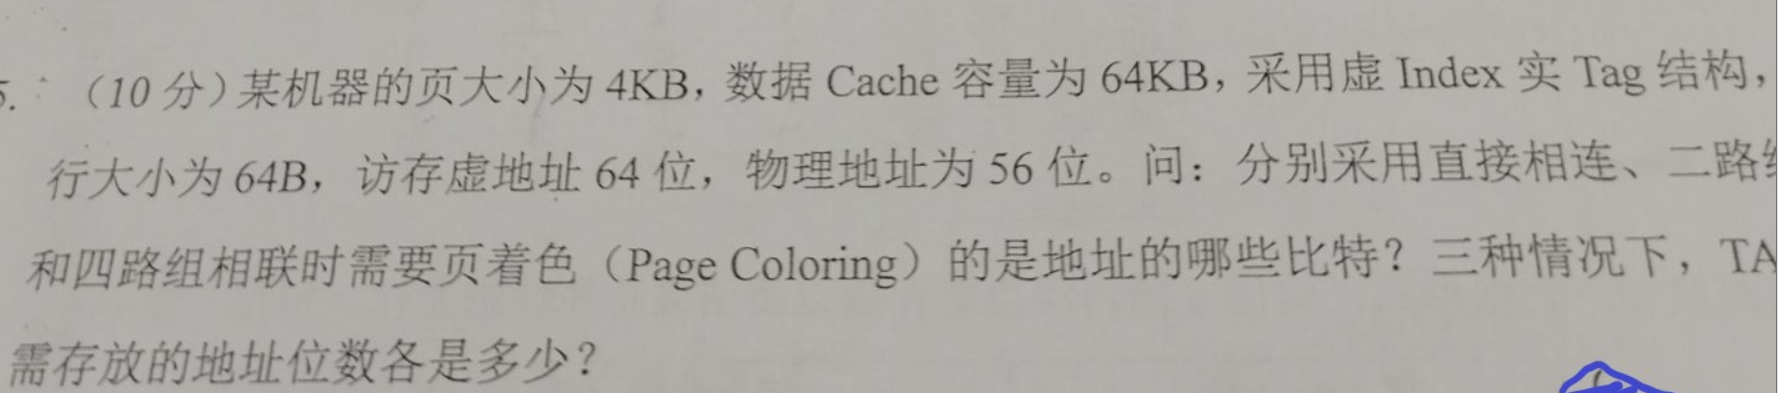 5. （10 分）某机器的页大小为 4KB，数据 Cache 容量为 64KB，采用虚 Index 实 Tag 结构，
行大小为 64B，访存虚地址 64 位，物理地址为 56 位。问：分别采用直接相连、二路
和四路组相联时需要页着色（Page Coloring）的是地址的哪些比特？三种情况下，TA
需存放的地址位数各是多少？